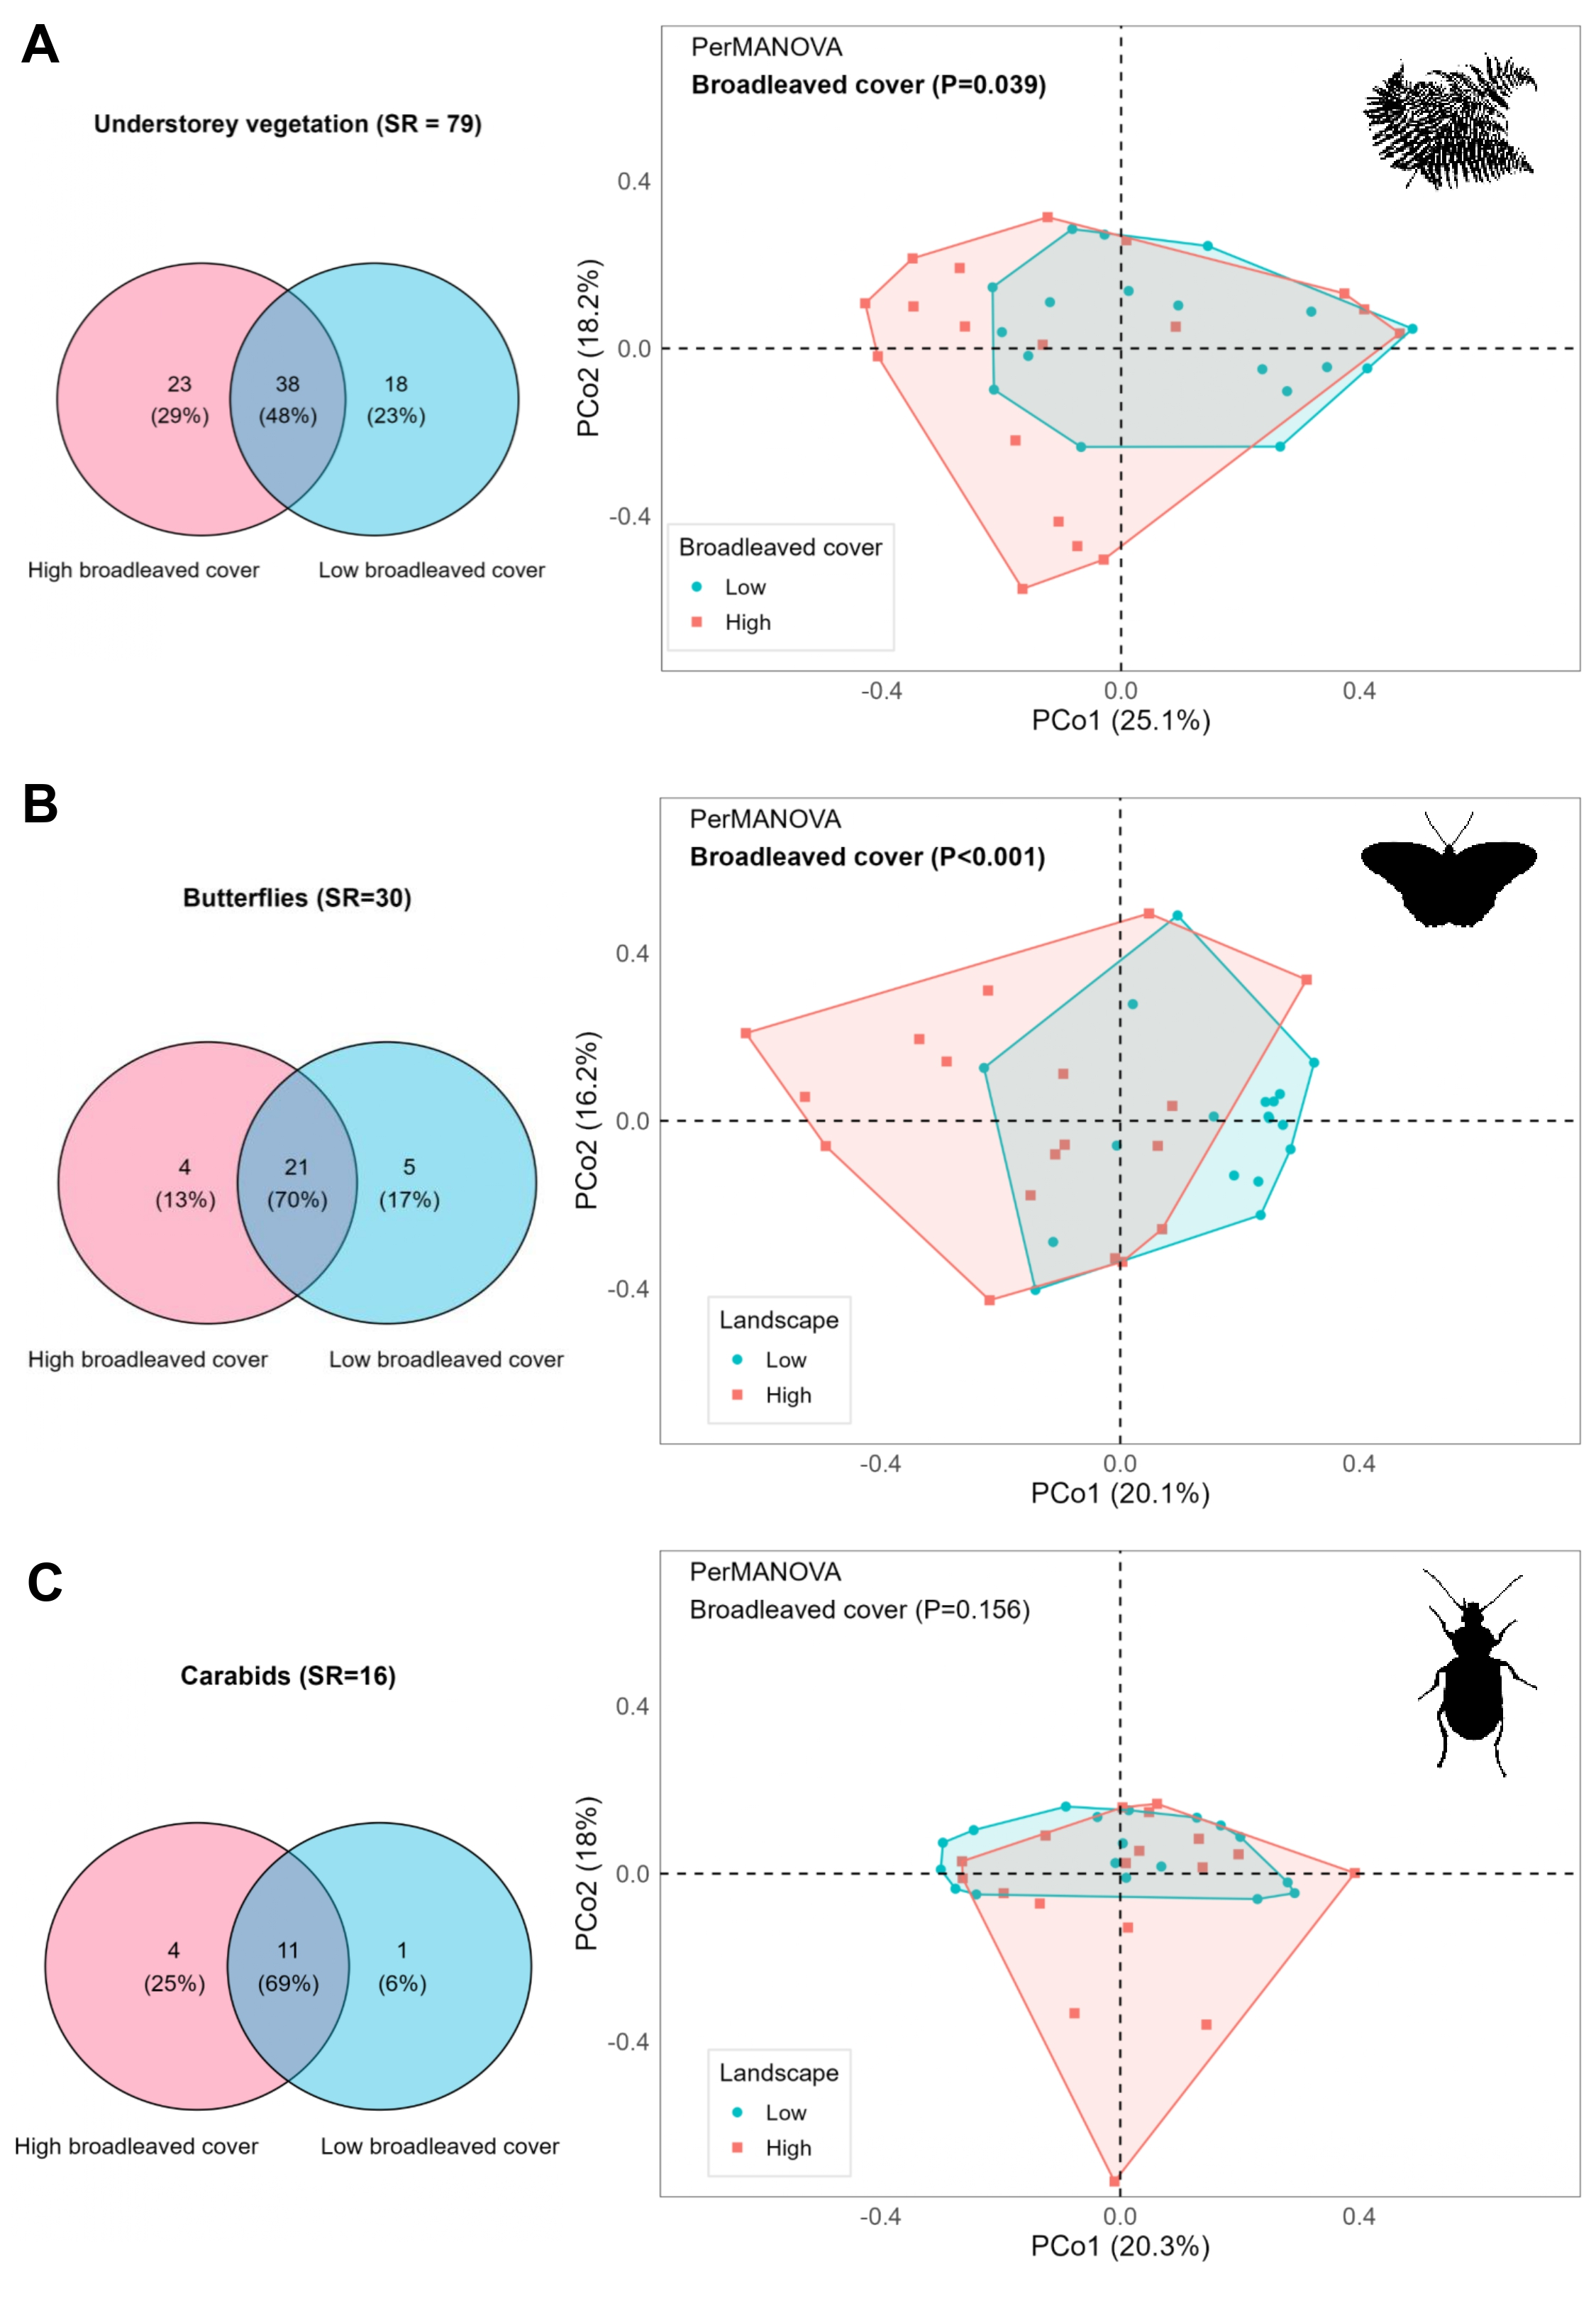 A
Understorey vegetation (SR = 79)
23
(29%)
38
(48%)
18
(23%)
High broadleaved cover
Low broadleaved cover
PerMANOVA
Broadleaved cover (P=0.039)
0.4
0.0
-0.4
PCo2 (18.2%)
Broadleaved cover
Low
High
-0.4
0.0
0.4
PCo1 (25.1%)
B
Butterflies (SR=30)
4
(13%)
21
(70%)
5
(17%)
High broadleaved cover
Low broadleaved cover
PerMANOVA
Broadleaved cover (P<0.001)
0.4
0.0
-0.4
PCo2 (16.2%)
Landscape
Low
High
-0.4
0.0
0.4
PCo1 (20.1%)
C
Carabids (SR=16)
4
(25%)
11
(69%)
1
(6%)
High broadleaved cover
Low broadleaved cover
PerMANOVA
Broadleaved cover (P=0.156)
0.4
0.0
-0.4
PCo2 (18%)
Landscape
Low
High
-0.4
0.0
0.4
PCo1 (20.3%)